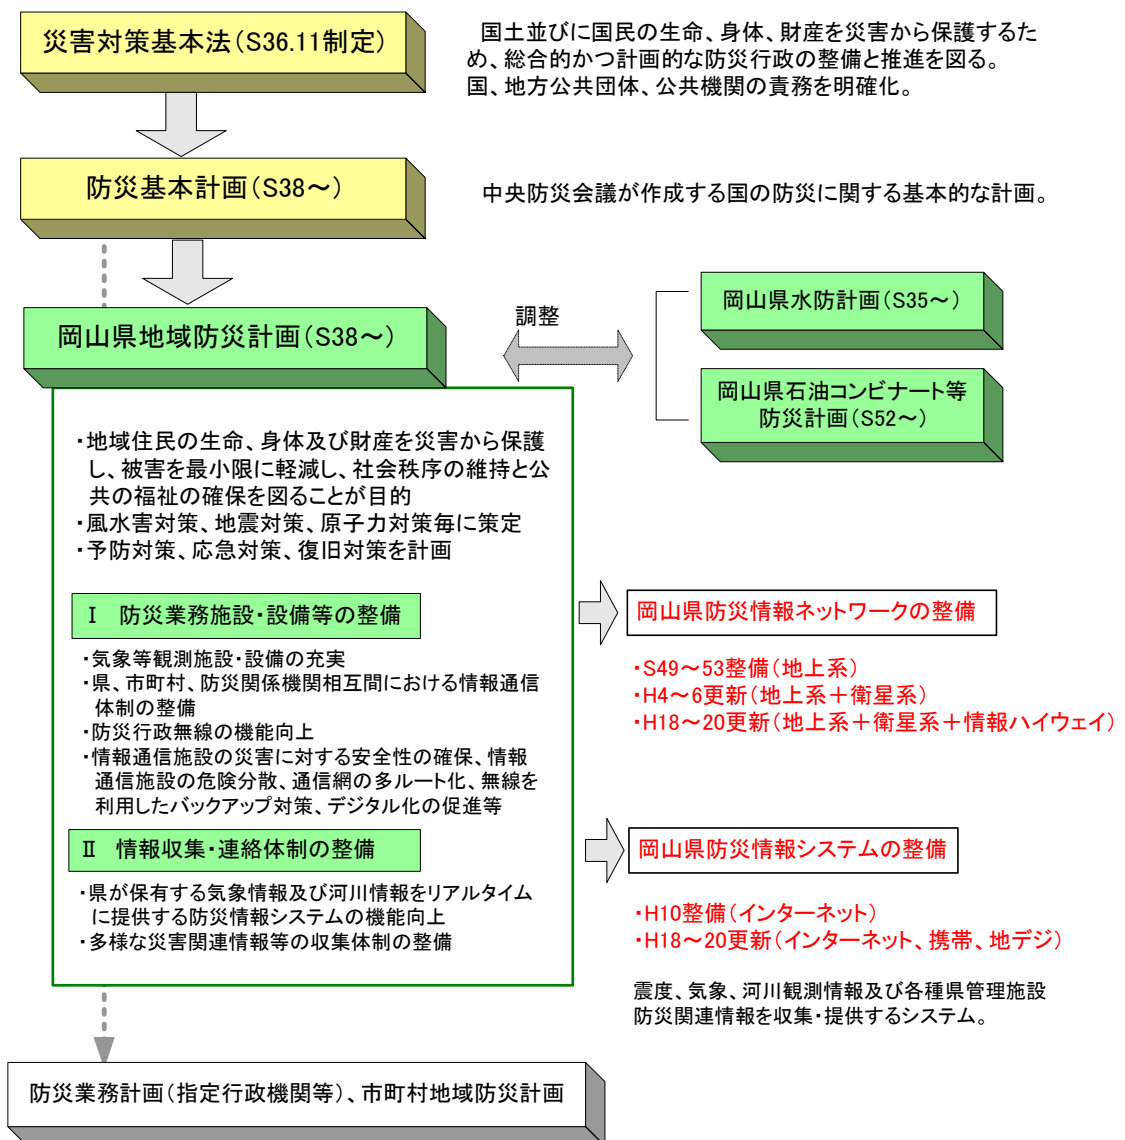 災害対策基本法(S36.11制定)
国土並びに国民の生命、身体、財産を災害から保護するた
め、総合的かつ計画的な防災行政の整備と推進を図る。
国、地方公共団体、公共機関の責務を明確化。
防災基本計画(S38～)
中央防災会議が作成する国の防災に関する基本的な計画。
岡山県地域防災計画(S38～)
調整
岡山県水防計画(S35～)
岡山県石油コンビナート等
防災計画(S52～)
・地域住民の生命、身体及び財産を災害から保護
し、被害を最小限に軽減し、社会秩序の維持と公
共の福祉の確保を図ることが目的
・風水害対策、地震対策、原子力対策毎に策定
・予防対策、応急対策、復旧対策を計画
Ⅰ 防災業務施設・設備等の整備
・気象等観測施設・設備の充実
・県、市町村、防災関係機関相互間における情報通信
体制の整備
・防災行政無線の機能向上
・情報通信施設の災害に対する安全性の確保、情報
通信施設の危険分散、通信網の多ルート化、無線を
利用したバックアップ対策、デジタル化の促進等
岡山県防災情報ネットワークの整備
・S49～53整備(地上系)
・H4～6更新(地上系＋衛星系)
・H18～20更新(地上系＋衛星系＋情報ハイウェイ)
Ⅱ 情報収集・連絡体制の整備
・県が保有する気象情報及び河川情報をリアルタイム
に提供する防災情報システムの機能向上
・多様な災害関連情報等の収集体制の整備
岡山県防災情報システムの整備
・H10整備(インターネット)
・H18～20更新(インターネット、携帯、地デジ)
震度、気象、河川観測情報及び各種県管理施設
防災関連情報を収集・提供するシステム。
防災業務計画(指定行政機関等)、市町村地域防災計画